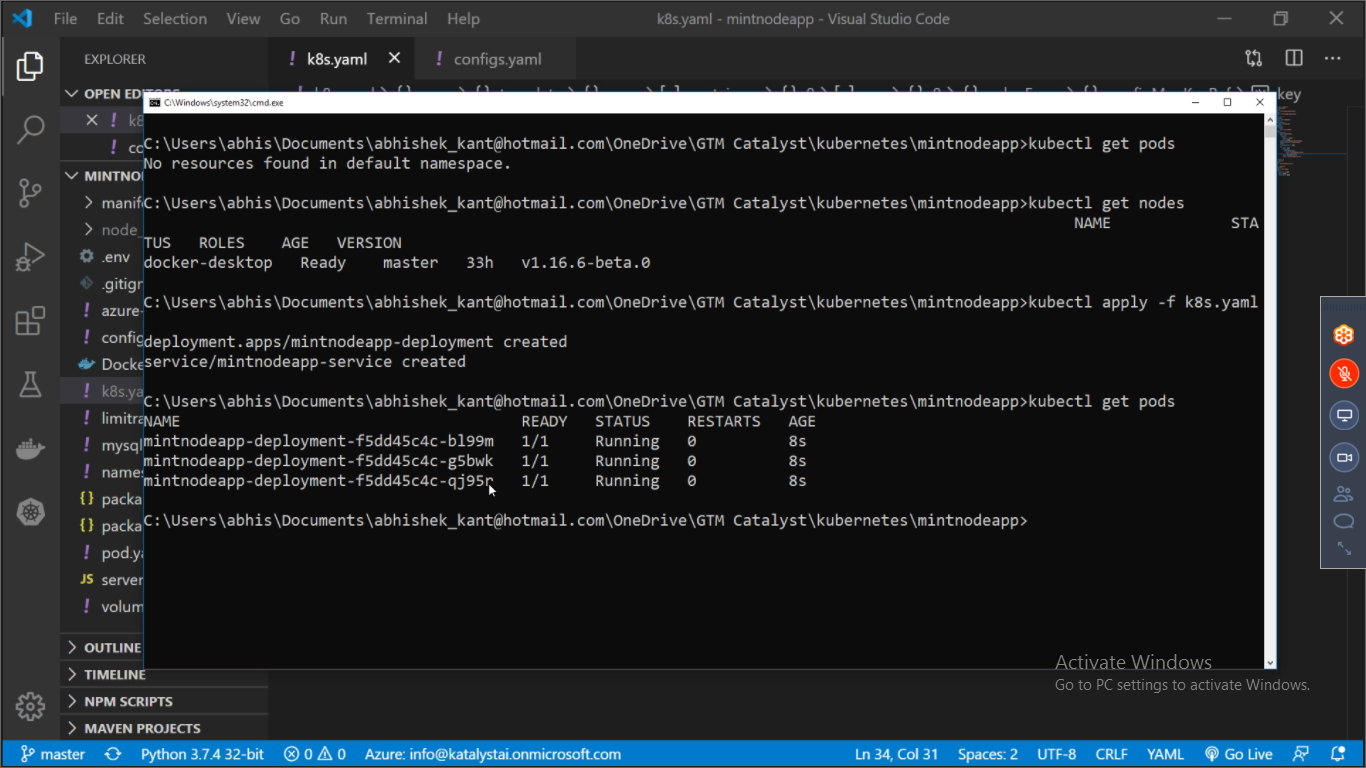 File Edit Selection View Go Run Terminal Help k8s.yaml - mintnodeapp - Visual Studio Code
EXPLORER ! k8s.yaml ! configs.yaml
OPEN EDITORS
key
C:\Windows\system32\cmd.exe
! k8
! co
MINTNO
manif
node_
.env
.gitigr
! azure-
! config
Docke
! k8s.ya
! limitra
! mysql
! name
{} packa
{} packa
! pod.ya
JS server
! volum
OUTLINE
TIMELINE
NPM SCRIPTS
MAVEN PROJECTS
C:\Users\abhis\Documents\abhishek_kant@hotmail.com\OneDrive\GTM Catalyst\kubernetes\mintnodeapp>kubectl get pods
No resources found in default namespace.
C:\Users\abhis\Documents\abhishek_kant@hotmail.com\OneDrive\GTM Catalyst\kubernetes\mintnodeapp>kubectl get nodes
NAME STA
TUS ROLES AGE VERSION
docker-desktop Ready master 33h v1.16.6-beta.0
C:\Users\abhis\Documents\abhishek_kant@hotmail.com\OneDrive\GTM Catalyst\kubernetes\mintnodeapp>kubectl apply -f k8s.yaml
deployment.apps/mintnodeapp-deployment created
service/mintnodeapp-service created
C:\Users\abhis\Documents\abhishek_kant@hotmail.com\OneDrive\GTM Catalyst\kubernetes\mintnodeapp>kubectl get pods
NAME READY STATUS RESTARTS AGE
mintnodeapp-deployment-f5dd45c4c-bl99m 1/1 Running 0 8s
mintnodeapp-deployment-f5dd45c4c-g5bwk 1/1 Running 0 8s
mintnodeapp-deployment-f5dd45c4c-qj95r 1/1 Running 0 8s
C:\Users\abhis\Documents\abhishek_kant@hotmail.com\OneDrive\GTM Catalyst\kubernetes\mintnodeapp>
Activate Windows
Go to PC settings to activate Windows.
master Python 3.7.4 32-bit 0 0 Azure: info@katalystai.onmicrosoft.com Ln 34, Col 31 Spaces: 2 UTF-8 CRLF YAML Go Live